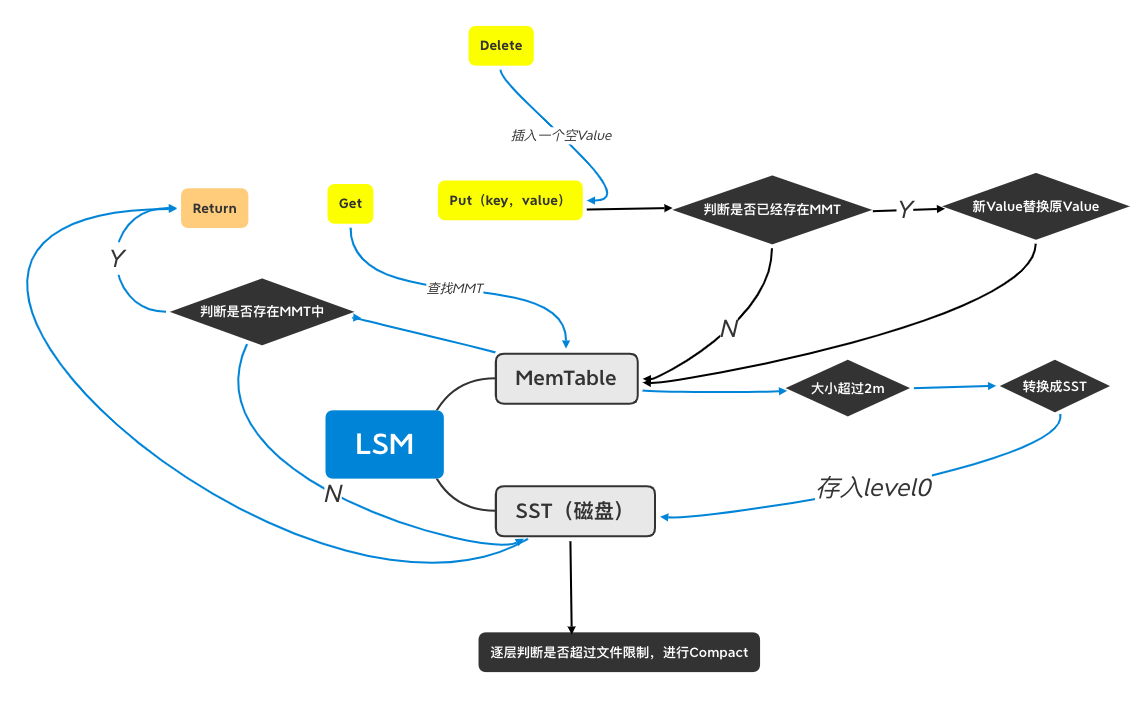 Delete
插入一个空Value
Return
Get
Put（key，value）
判断是否已经存在MMT
Y
新Value替换原Value
Y
查找MMT
判断是否存在MMT中
N
MemTable
大小超过2m
转换成SST
LSM
N
存入level0
SST（磁盘）
逐层判断是否超过文件限制，进行Compact